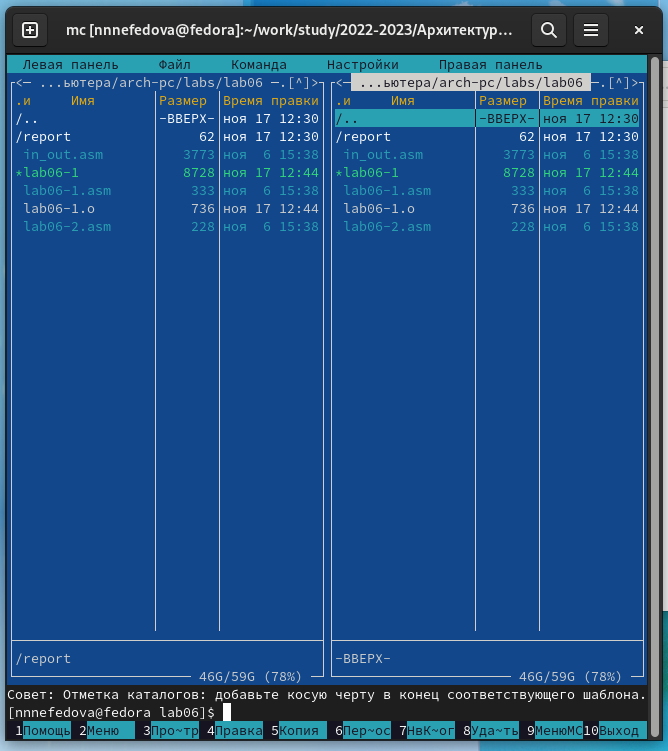 mc [nnnefedova@fedora]:~/work/study/2022-2023/Архитектур...
Левая панель Файл Команда Настройки Правая панель
<─ ...ьютера/arch-pc/labs/lab06 ─.[^]> <─ ...ьютера/arch-pc/labs/lab06 ─.[^]>
.и Имя Размер Время правки .и Имя Размер Время правки
/.. -ВВЕРХ- ноя 17 12:30 /.. -ВВЕРХ- ноя 17 12:30
/report 62 ноя 17 12:30 /report 62 ноя 17 12:30
in_out.asm 3773 ноя 6 15:38 in_out.asm 3773 ноя 6 15:38
*lab06-1 8728 ноя 17 12:44 *lab06-1 8728 ноя 17 12:44
lab06-1.asm 333 ноя 6 15:38 lab06-1.asm 333 ноя 6 15:38
lab06-1.o 736 ноя 17 12:44 lab06-1.o 736 ноя 17 12:44
lab06-2.asm 228 ноя 6 15:38 lab06-2.asm 228 ноя 6 15:38
/report -ВВЕРХ-
46G/59G (78%) 46G/59G (78%)
Совет: Отметка каталогов: добавьте косую черту в конец соответствующего шаблона.
[nnnefedova@fedora lab06]$
1Помощь 2Меню 3Про~тр 4Правка 5Копия 6Пер~ос 7НвК~ог 8Уда~ть 9МенюМС 10Выход